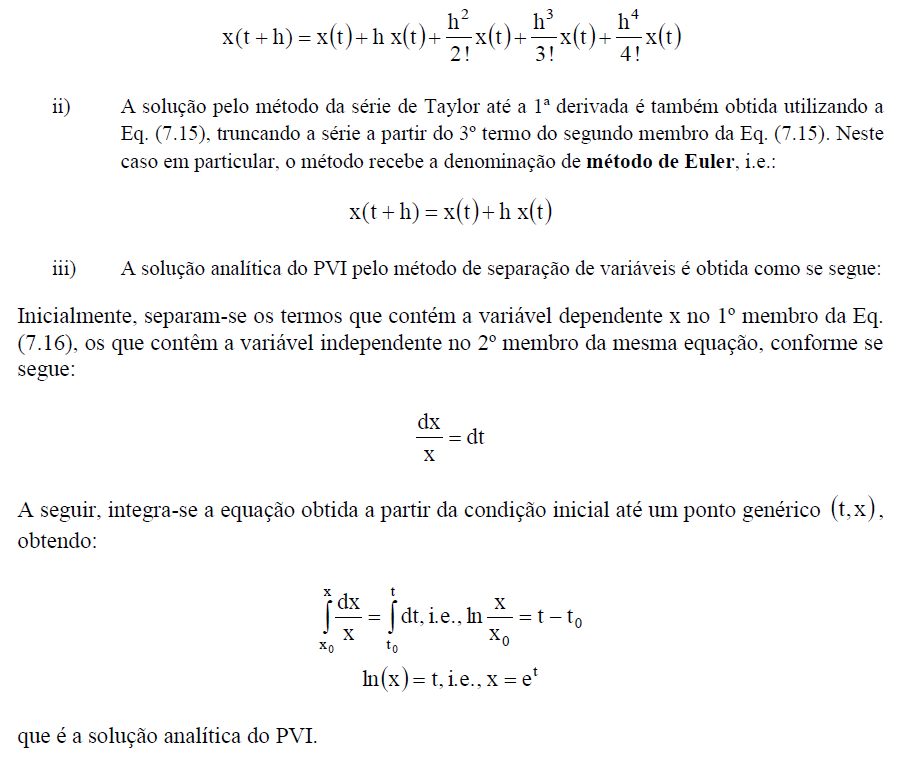 x(t + h) = x(t) + h x(t) + h²/2! x(t) + h³/3! x(t) + h⁴/4! x(t)
ii) A solução pelo método da série de Taylor até a 1ª derivada é também obtida utilizando a
Eq. (7.15), truncando a série a partir do 3º termo do segundo membro da Eq. (7.15). Neste
caso em particular, o método recebe a denominação de método de Euler, i.e.:
x(t + h) = x(t) + h x(t)
iii) A solução analítica do PVI pelo método de separação de variáveis é obtida como se segue:
Inicialmente, separam-se os termos que contém a variável dependente x no 1º membro da Eq.
(7.16), os que contêm a variável independente no 2º membro da mesma equação, conforme se
segue:
dx/x = dt
A seguir, integra-se a equação obtida a partir da condição inicial até um ponto genérico (t, x),
obtendo:
∫_{x₀}^{x} dx/x = ∫_{t₀}^{t} dt, i.e., ln x/x₀ = t − t₀
ln(x) = t, i.e., x = eᵗ
que é a solução analítica do PVI.